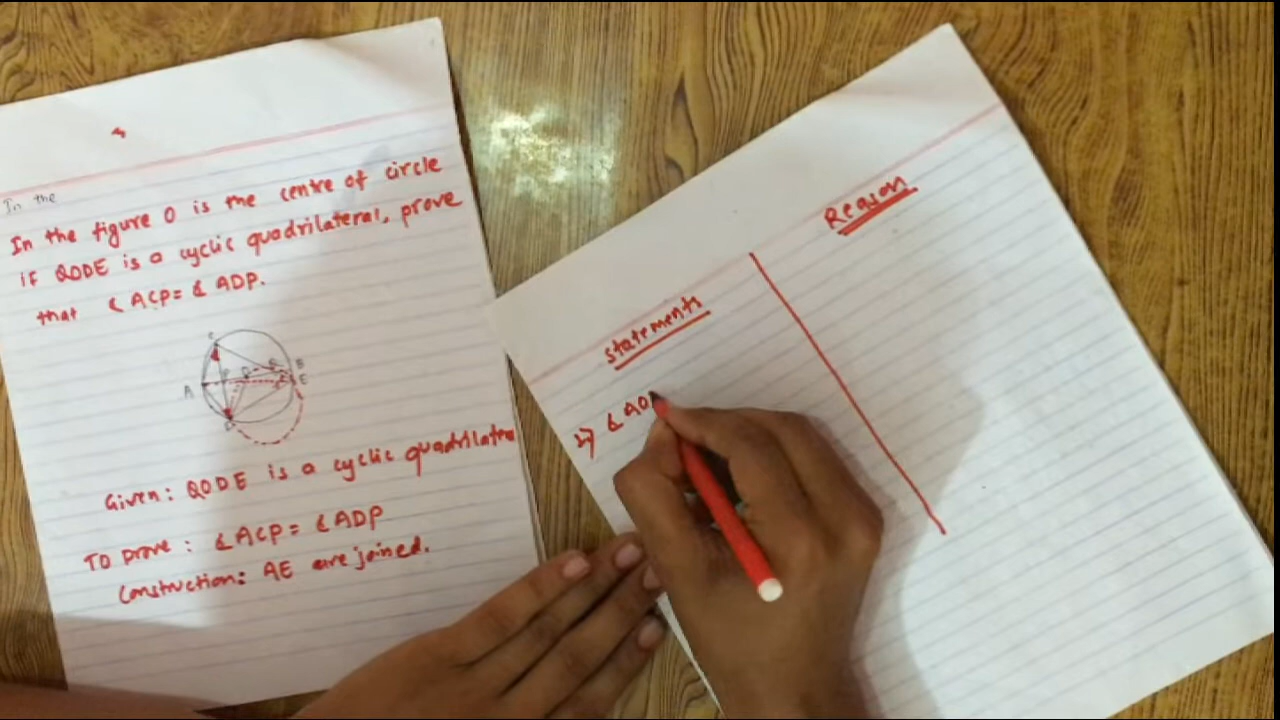 In the
In the figure O is the centre of circle
if QODE is a cyclic quadrilateral, prove
that ∠ACP = ∠ADP.
C
B
A
P
O
Q
E
D
Given: QODE is a cyclic quadrilatera
To prove: ∠ACP = ∠ADP
Construction: AE are joined.
Reason
statements
1) ∠AO